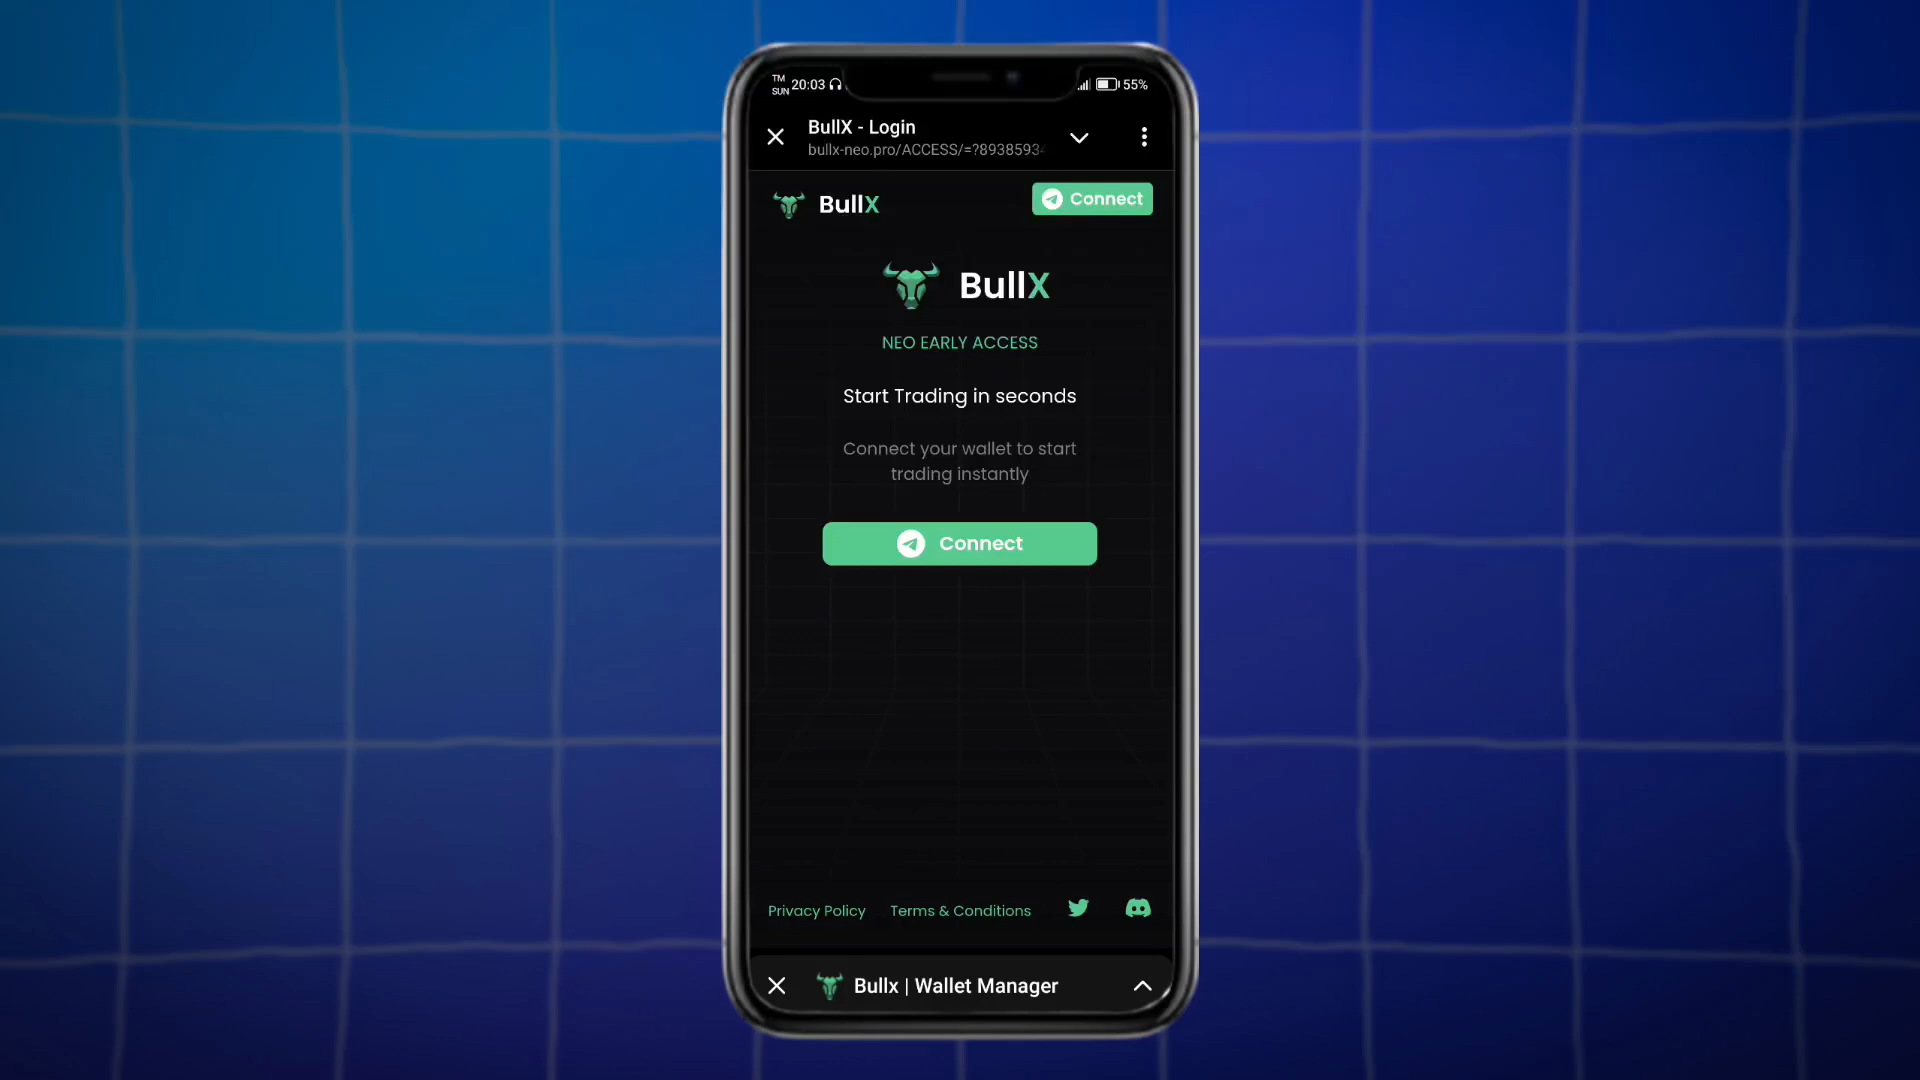 TM
SUN 20:03 55%
BullX - Login
bullx-neo.pro/ACCESS/=?8938593
BullX Connect
BullX
NEO EARLY ACCESS
Start Trading in seconds
Connect your wallet to start
trading instantly
Connect
Privacy Policy Terms & Conditions
Bullx | Wallet Manager